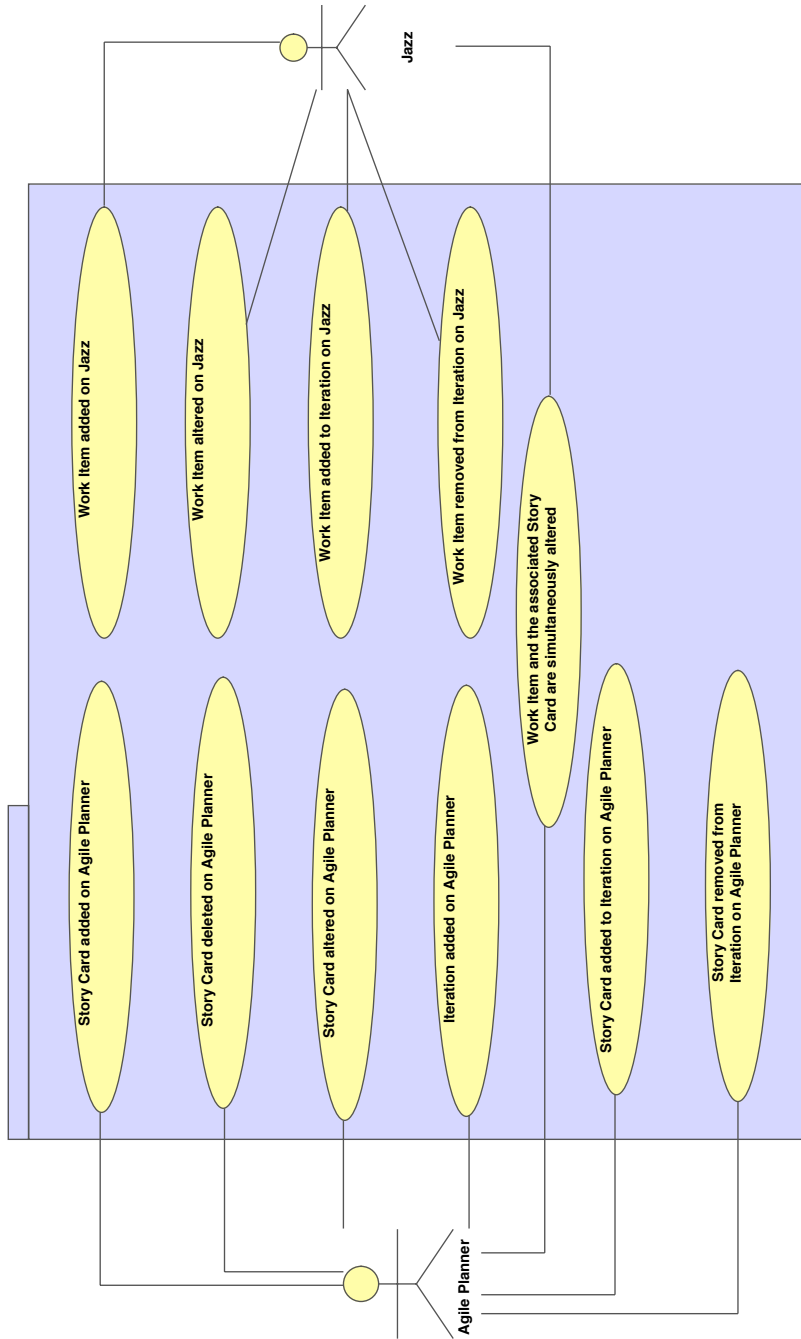 Story Card added on Agile Planner
Story Card deleted on Agile Planner
Story Card altered on Agile Planner
Iteration added on Agile Planner
Work Item and the associated Story
Card are simultaneously altered
Story Card added to Iteration on Agile Planner
Story Card removed from
Iteration on Agile Planner
Work Item added on Jazz
Work Item altered on Jazz
Work Item added to Iteration on Jazz
Work Item removed from Iteration on Jazz
Agile Planner
Jazz